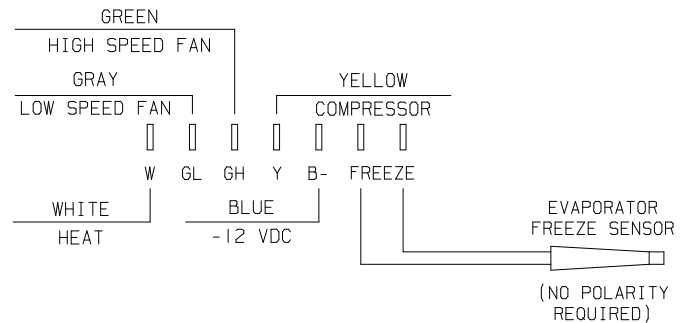 GREEN
HIGH SPEED FAN
GRAY
YELLOW
LOW SPEED FAN
COMPRESSOR
W GL GH Y B- FREEZE
WHITE
HEAT
BLUE
-12 VDC
EVAPORATOR
FREEZE SENSOR
(NO POLARITY
REQUIRED)